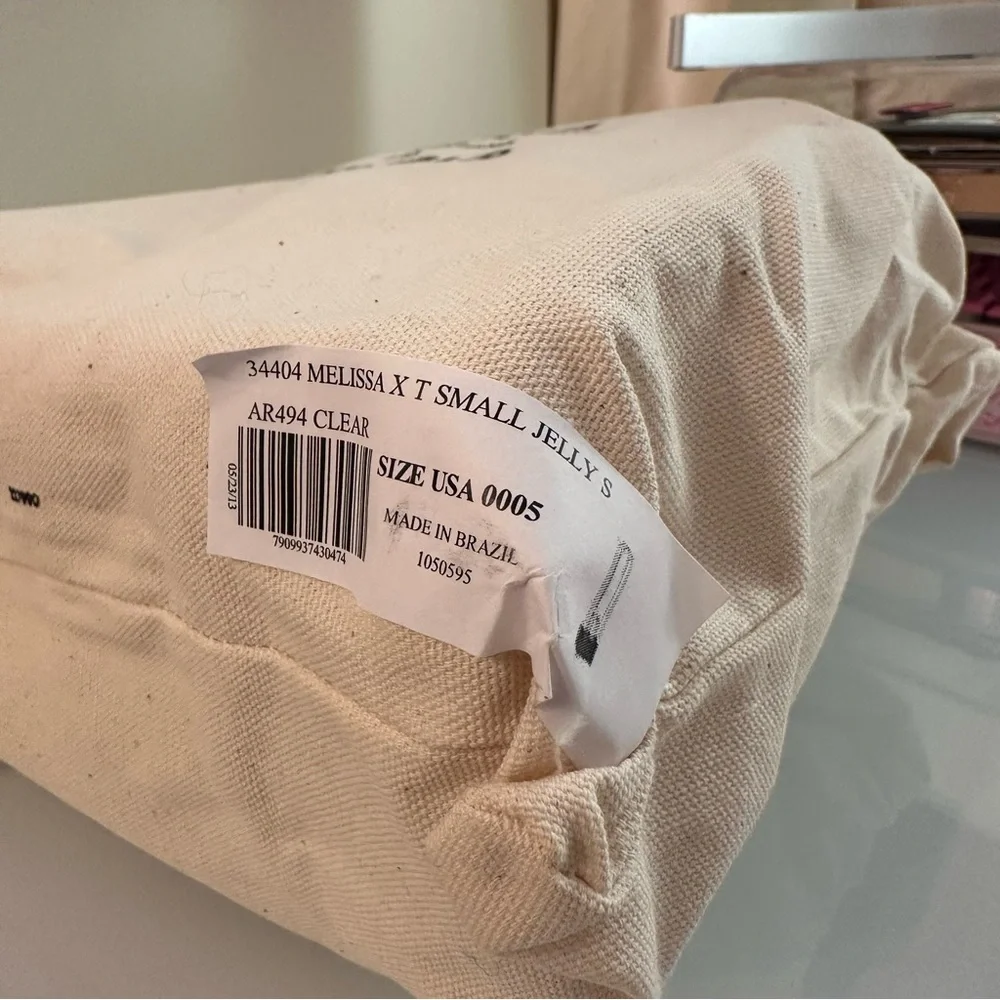 34404 MELISSA X T SMALL JELLY S
AR494 CLEAR
05/23/13
7909937430474
SIZE USA 0005
MADE IN BRAZIL
1050595